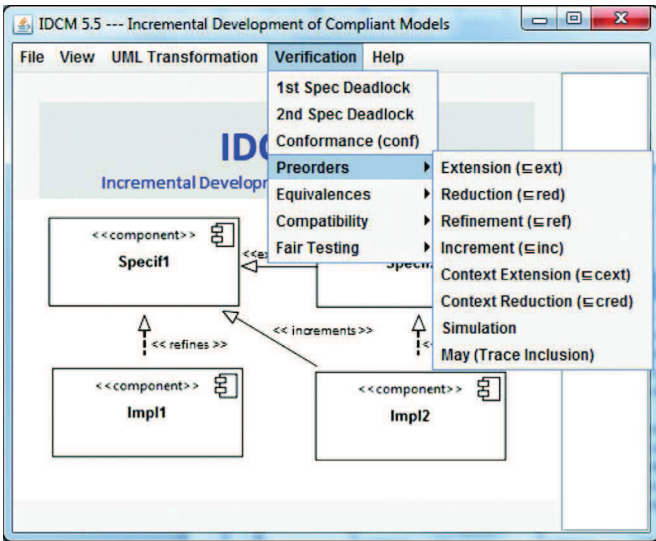 IDCM 5.5 --- Incremental Development of Compliant Models
File View UML Transformation Verification Help
1st Spec Deadlock
2nd Spec Deadlock
Conformance (conf)
Preorders
Equivalences
Compatibility
Fair Testing
Extension (⊑ext)
Reduction (⊑red)
Refinement (⊑ref)
Increment (⊑inc)
Context Extension (⊑cext)
Context Reduction (⊑cred)
Simulation
May (Trace Inclusion)
Incremental
<<component>>
Specif1
<< refines >>
<< increments>>
<<component>>
Impl1
<<component>>
Impl2